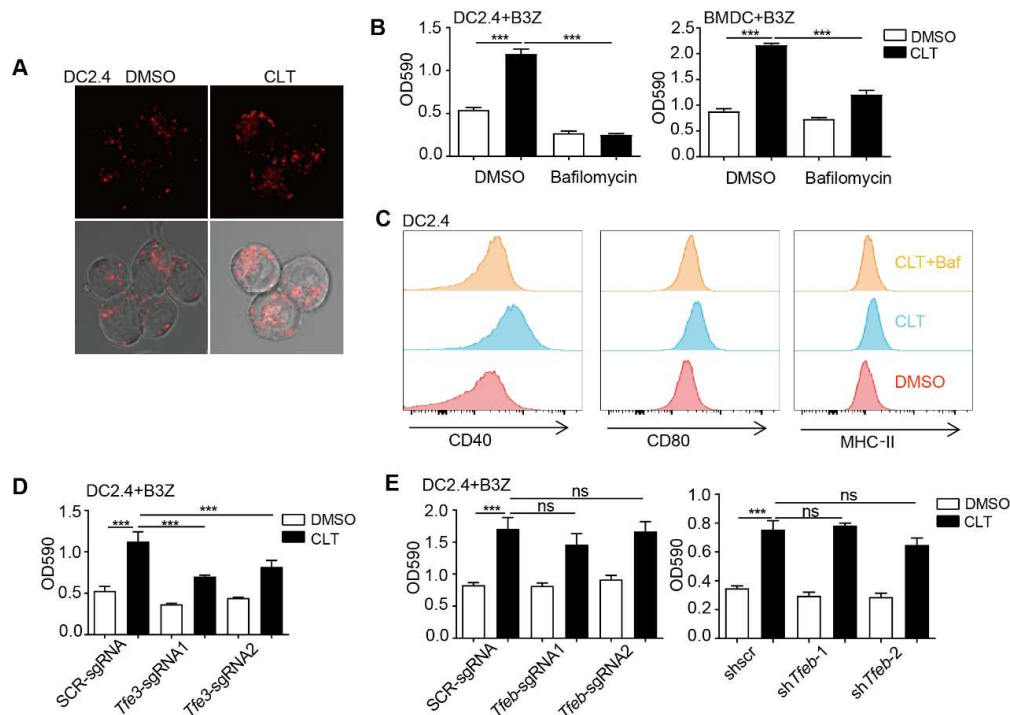 A
DC2.4 DMSO CLT
B
DC2.4+B3Z
OD590
1.5
1.0
0.5
0.0
*** ***
DMSO Bafilomycin
BMDC+B3Z
OD590
2.5
2.0
1.5
1.0
0.5
0.0
*** ***
DMSO Bafilomycin
DMSO
CLT
C
DC2.4
CLT+Baf
CLT
DMSO
CD40 CD80 MHC-II
D
DC2.4+B3Z
OD590
1.5
1.0
0.5
0.0
***
*** ***
DMSO
CLT
SCR-sgRNA Tfe3-sgRNA1 Tfe3-sgRNA2
E
DC2.4+B3Z
OD590
2.0
1.5
1.0
0.5
0.0
ns
*** ns
SCR-sgRNA Tfeb-sgRNA1 Tfeb-sgRNA2
OD590
0.8
0.6
0.4
0.2
0.0
ns
*** ns
shscr shTfeb-1 shTfeb-2
DMSO
CLT